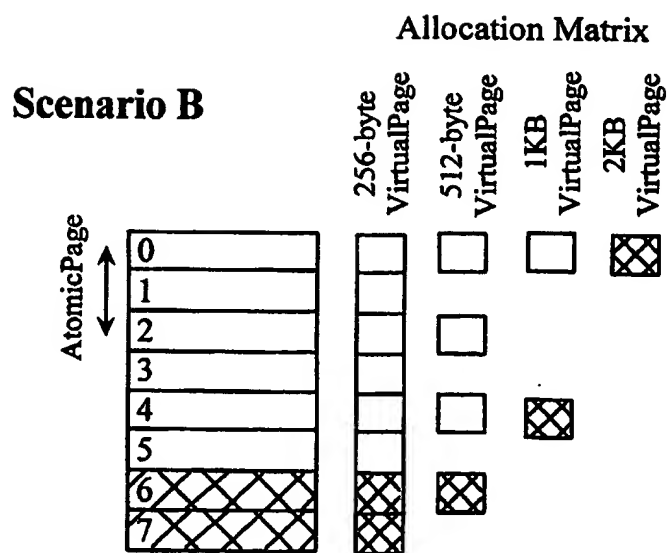 Allocation Matrix
Scenario B
256-byte
VirtualPage
512-byte
VirtualPage
1KB
VirtualPage
2KB
VirtualPage
AtomicPage
0
1
2
3
4
5
6
7